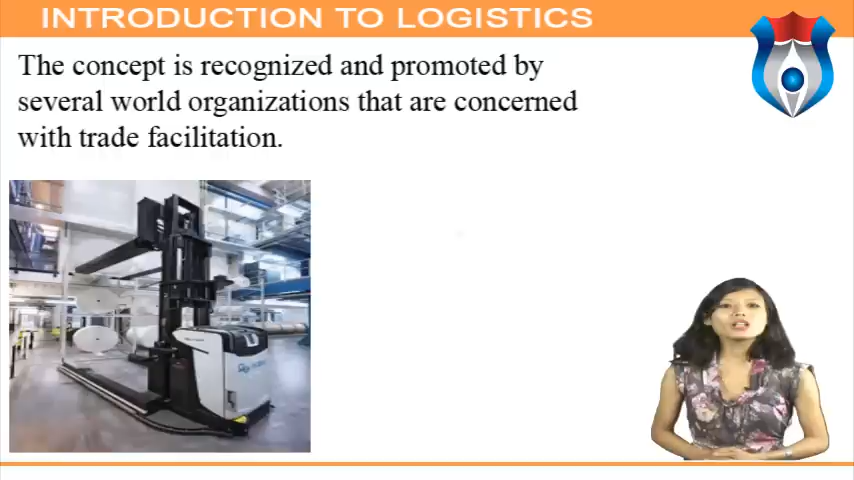 INTRODUCTION TO LOGISTICS
The concept is recognized and promoted by
several world organizations that are concerned
with trade facilitation.